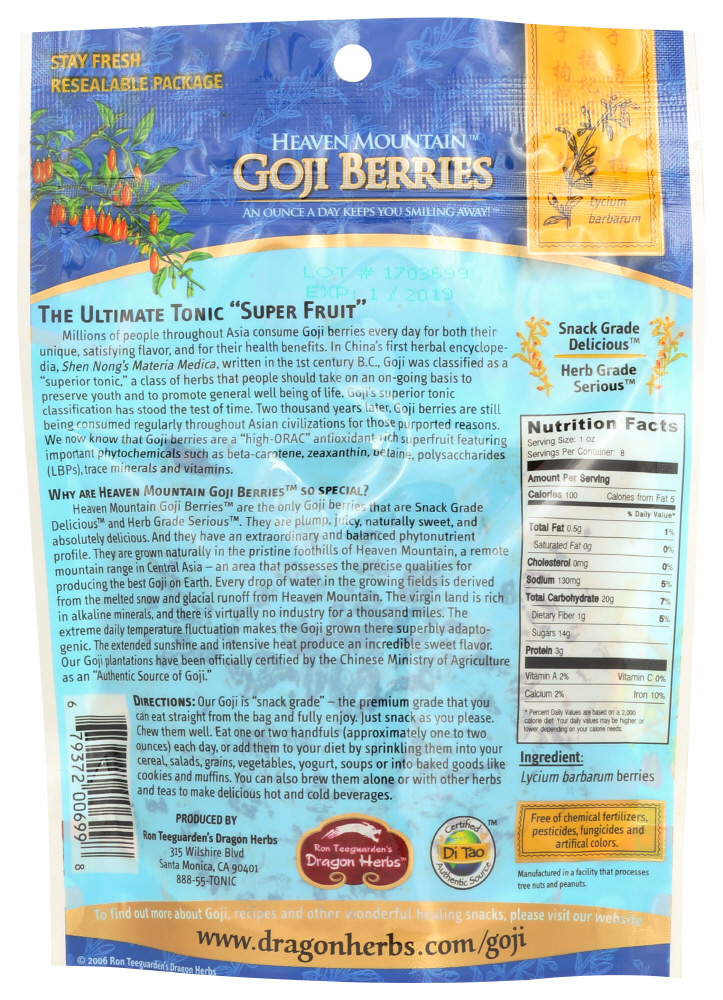 STAY FRESH
RESEALABLE PACKAGE
HEAVEN MOUNTAIN™
GOJI BERRIES
AN OUNCE A DAY KEEPS YOU SMILING AWAY!™
Lycium
barbarum
LOT # 1703699
EXP: 11/2019
THE ULTIMATE TONIC “SUPER FRUIT”
Millions of people throughout Asia consume Goji berries every day for both their
unique, satisfying flavor, and for their health benefits. In China’s first herbal encyclope-
dia, Shen Nong’s Materia Medica, written in the 1st century B.C., Goji was classified as a
“superior tonic,” a class of herbs that people should take on an on-going basis to
preserve youth and to promote general well being of life. Goji’s superior tonic
classification has stood the test of time. Two thousand years later, Goji berries are still
being consumed regularly throughout Asian civilizations for those purported reasons.
We now know that Goji berries are a “high-ORAC” antioxidant-rich superfruit featuring
important phytochemicals such as beta-carotene, zeaxanthin, betaine, polysaccharides
(LBPs), trace minerals and vitamins.
WHY ARE HEAVEN MOUNTAIN GOJI BERRIES™ SO SPECIAL?
Heaven Mountain Goji Berries™ are the only Goji berries that are Snack Grade
Delicious™ and Herb Grade Serious™. They are plump, juicy, naturally sweet, and
absolutely delicious. And they have an extraordinary and balanced phytonutrient
profile. They are grown naturally in the pristine foothills of Heaven Mountain, a remote
mountain range in Central Asia – an area that possesses the precise qualities for
producing the best Goji on Earth. Every drop of water in the growing fields is derived
from the melted snow and glacial runoff from Heaven Mountain. The virgin land is rich
in alkaline minerals, and there is virtually no industry for a thousand miles. The
extreme daily temperature fluctuation makes the Goji grown there superbly adapto-
genic. The extended sunshine and intensive heat produce an incredible sweet flavor.
Our Goji plantations have been officially certified by the Chinese Ministry of Agriculture
as an “Authentic Source of Goji.”
DIRECTIONS: Our Goji is “snack grade” – the premium grade that you
can eat straight from the bag and fully enjoy. Just snack as you please.
Chew them well. Eat one or two handfuls (approximately one to two
ounces) each day, or add them to your diet by sprinkling them into your
cereal, salads, grains, vegetables, yogurt, soups or into baked goods like
cookies and muffins. You can also brew them alone or with other herbs
and teas to make delicious hot and cold beverages.
6 79372 00699 8
PRODUCED BY
Ron Teeguarden’s Dragon Herbs
315 Wilshire Blvd
Santa Monica, CA 90401
888-55-TONIC
Ron Teeguarden’s
Dragon Herbs™
Certified
Di Tao™
Authentic Source
Snack Grade
Delicious™
Herb Grade
Serious™
Nutrition Facts
Serving Size: 1 oz
Servings Per Container: 8
Amount Per Serving
Calories 100 Calories from Fat 5
% Daily Value*
Total Fat 0.5g 1%
Saturated Fat 0g 0%
Cholesterol 0mg 0%
Sodium 130mg 5%
Total Carbohydrate 20g 7%
Dietary Fiber 1g 5%
Sugars 14g
Protein 3g
Vitamin A 2% Vitamin C 0%
Calcium 2% Iron 10%
* Percent Daily Values are based on a 2,000
calorie diet. Your daily values may be higher or
lower depending on your calorie needs.
Ingredient:
Lycium barbarum berries
Free of chemical fertilizers,
pesticides, fungicides and
artifical colors.
Manufactured in a facility that processes
tree nuts and peanuts.
To find out more about Goji, recipes and other wonderful healing snacks, please visit our website
www.dragonherbs.com/goji
© 2006 Ron Teeguarden’s Dragon Herbs